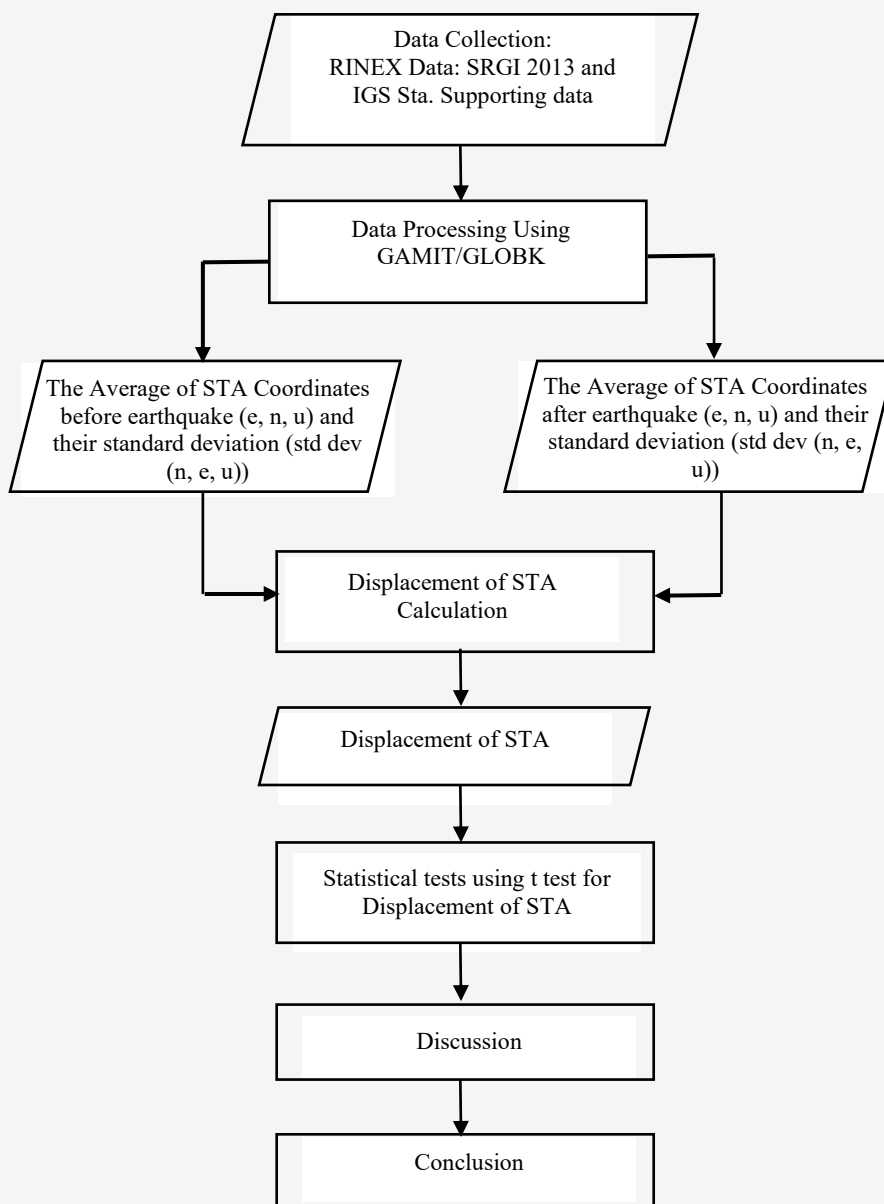 Data Collection:
RINEX Data: SRGI 2013 and
IGS Sta. Supporting data
Data Processing Using
GAMIT/GLOBK
The Average of STA Coordinates
before earthquake (e, n, u) and
their standard deviation (std dev
(n, e, u))
The Average of STA Coordinates
after earthquake (e, n, u) and their
standard deviation (std dev (n, e,
u))
Displacement of STA
Calculation
Displacement of STA
Statistical tests using t test for
Displacement of STA
Discussion
Conclusion